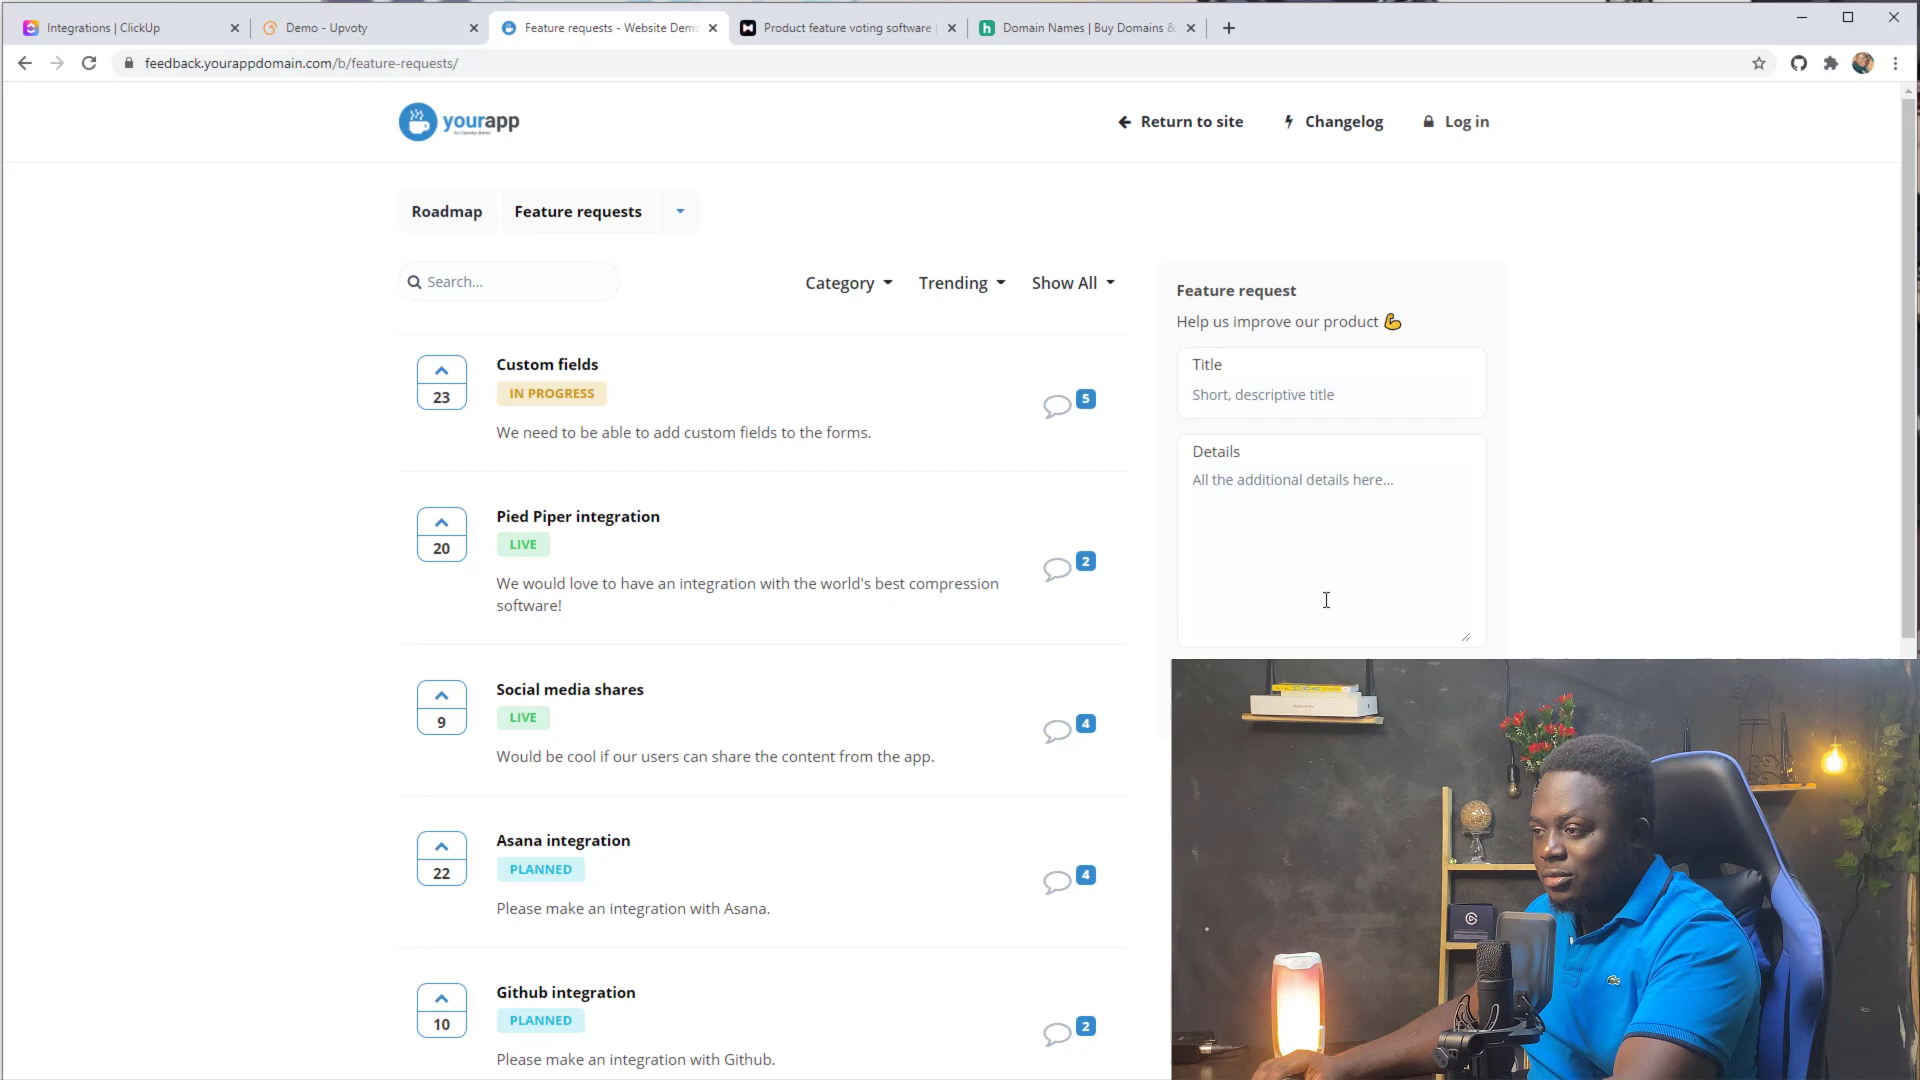 Integrations | ClickUp
Demo - Upvoty
Feature requests - Website Demo
Product feature voting software |
Domain Names | Buy Domains &
feedback.yourappdomain.com/b/feature-requests/
yourapp
Return to site
Changelog
Log in
Roadmap
Feature requests
Search...
Category
Trending
Show All
Custom fields
IN PROGRESS
We need to be able to add custom fields to the forms.
23
5
Pied Piper integration
LIVE
We would love to have an integration with the world's best compression
software!
20
2
Social media shares
LIVE
Would be cool if our users can share the content from the app.
9
4
Asana integration
PLANNED
Please make an integration with Asana.
22
4
Github integration
PLANNED
Please make an integration with Github.
10
2
Feature request
Help us improve our product 💪
Title
Short, descriptive title
Details
All the additional details here...